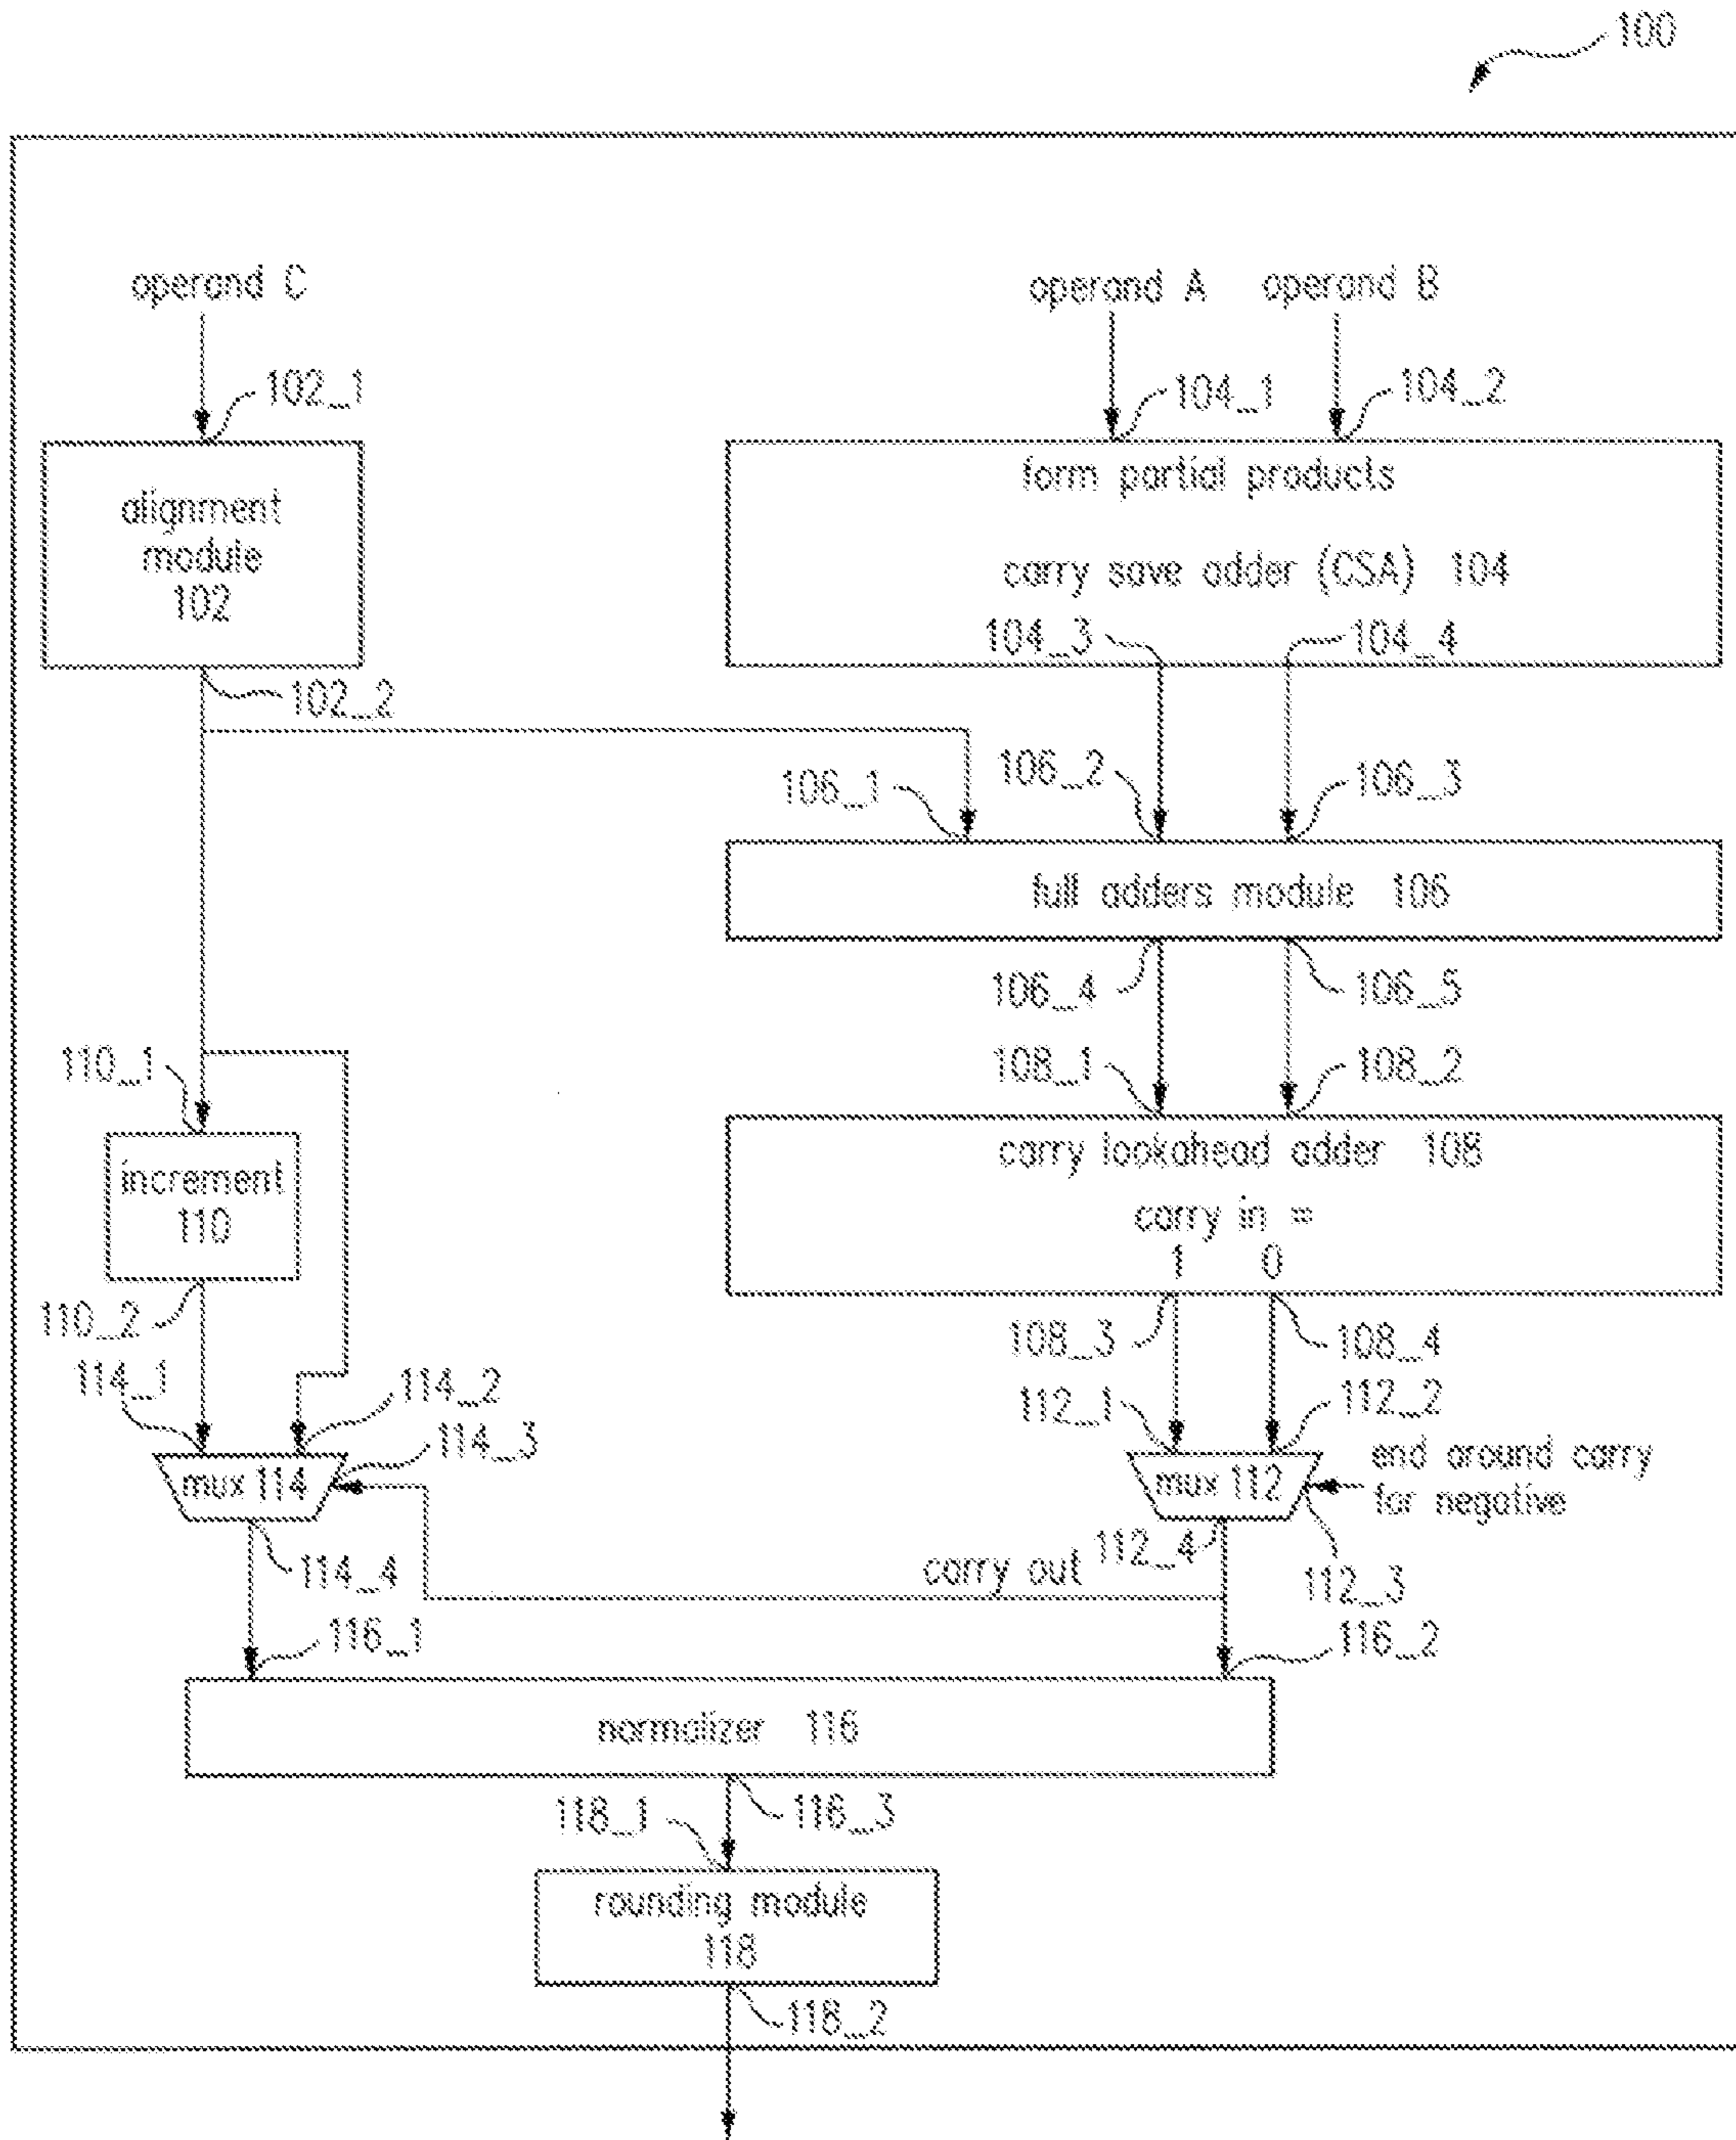 100
operand C
operand A operand B
102_1
104_1
104_2
form partial products
alignment
module
102
carry save adder (CSA) 104
104_3
104_4
102_2
106_1
106_2
106_3
full adders module 106
106_4
106_5
110_1
108_1
108_2
carry lookahead adder 108
increment
110
carry in =
1 0
110_2
108_3
108_4
114_1
114_2
114_3
112_1
112_2
mux 114
mux 112
end around carry
for negative
114_4
carry out
112_4
112_3
116_1
116_2
normalizer 116
118_1
116_3
rounding module
118
118_2